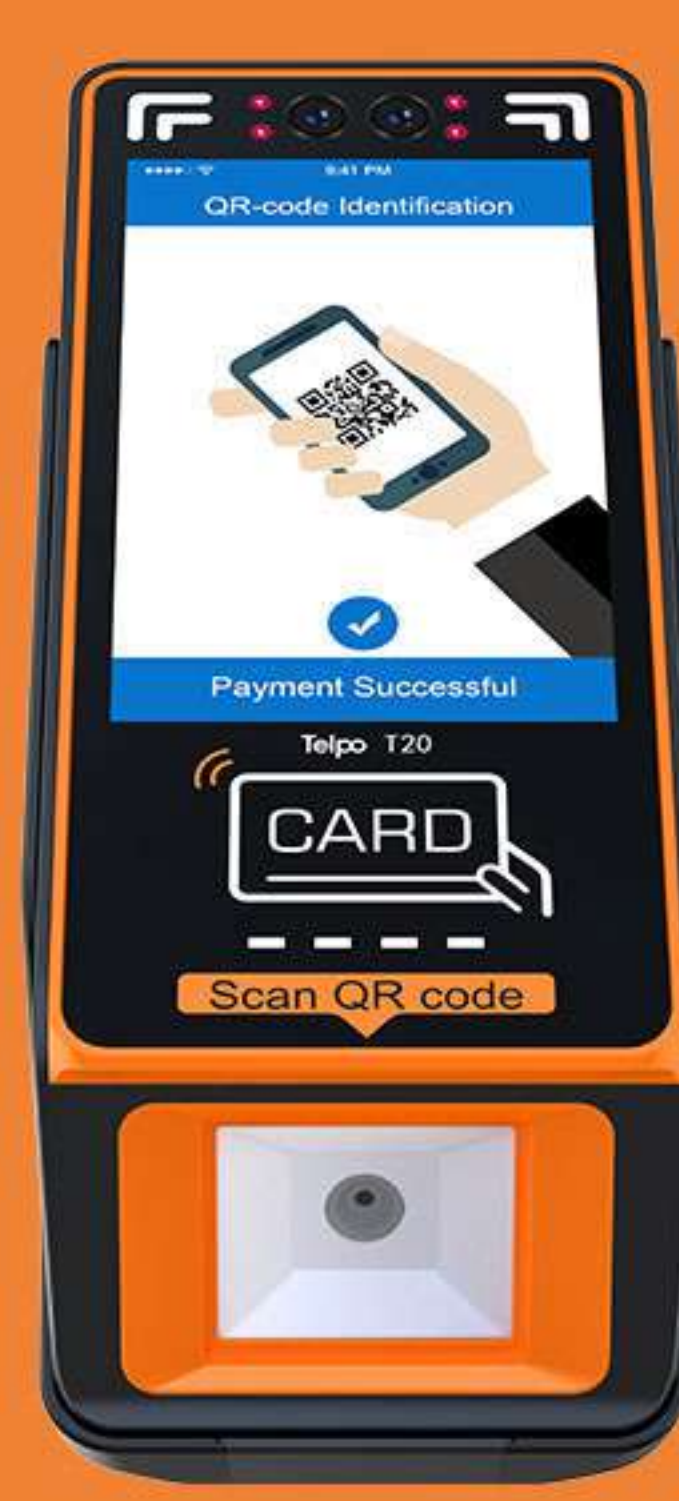 9:41 PM
QR-code Identification
Payment Successful
Telpo T20
CARD
Scan QR code